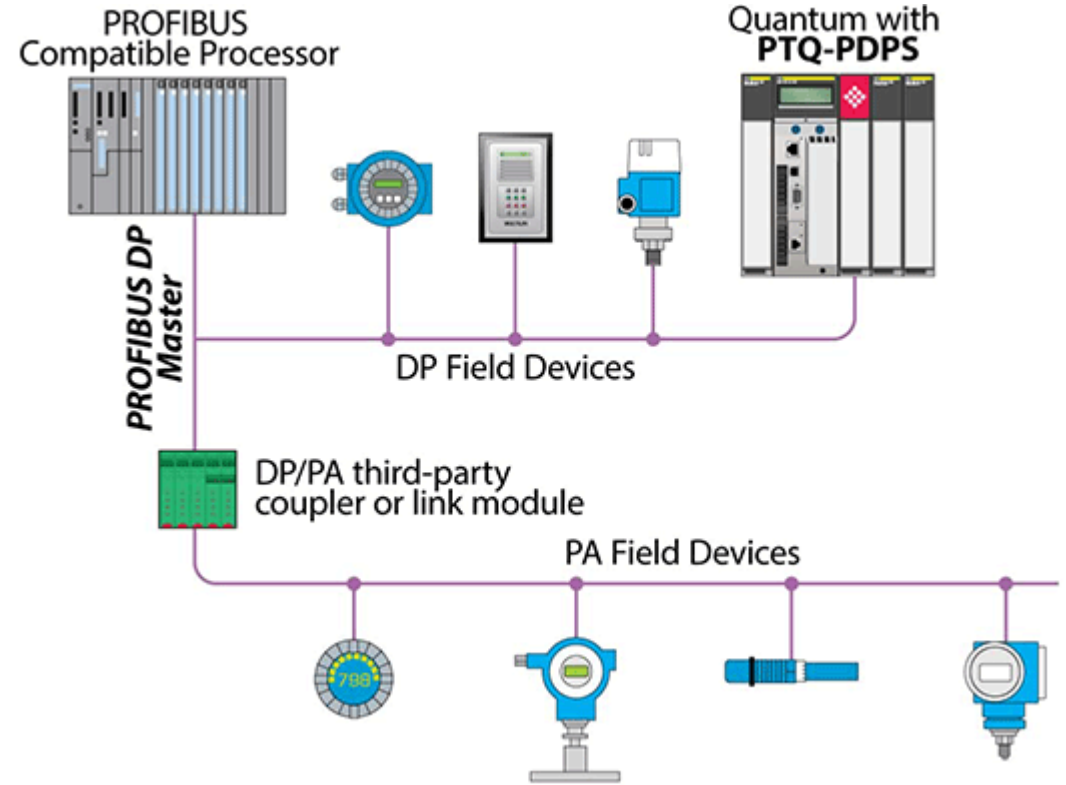 PROFIBUS
Compatible Processor
Quantum with
PTQ-PDPS
PROFIBUS DP
Master
DP Field Devices
DP/PA third-party
coupler or link module
PA Field Devices
798